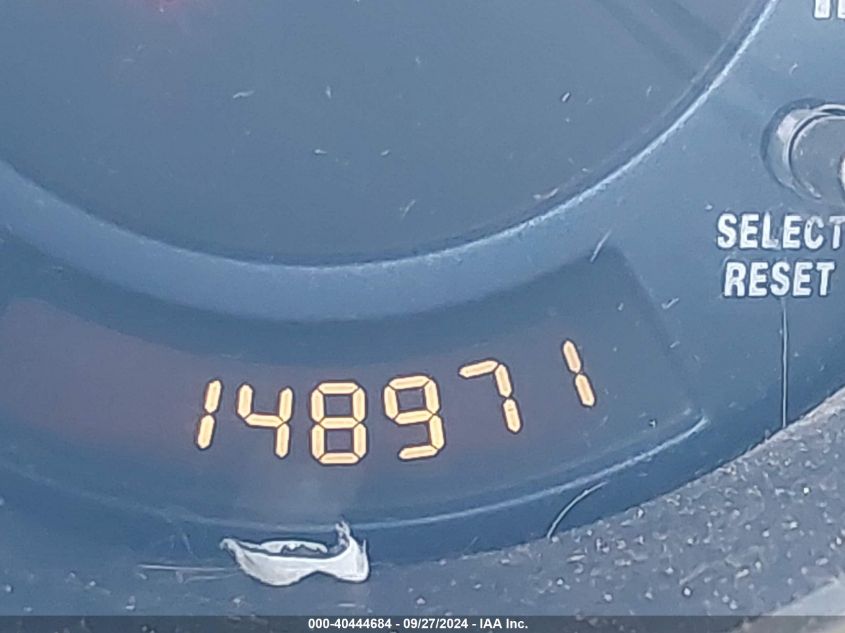 SELECT
RESET
148971
000-40444684 - 09/27/2024 - IAA Inc.